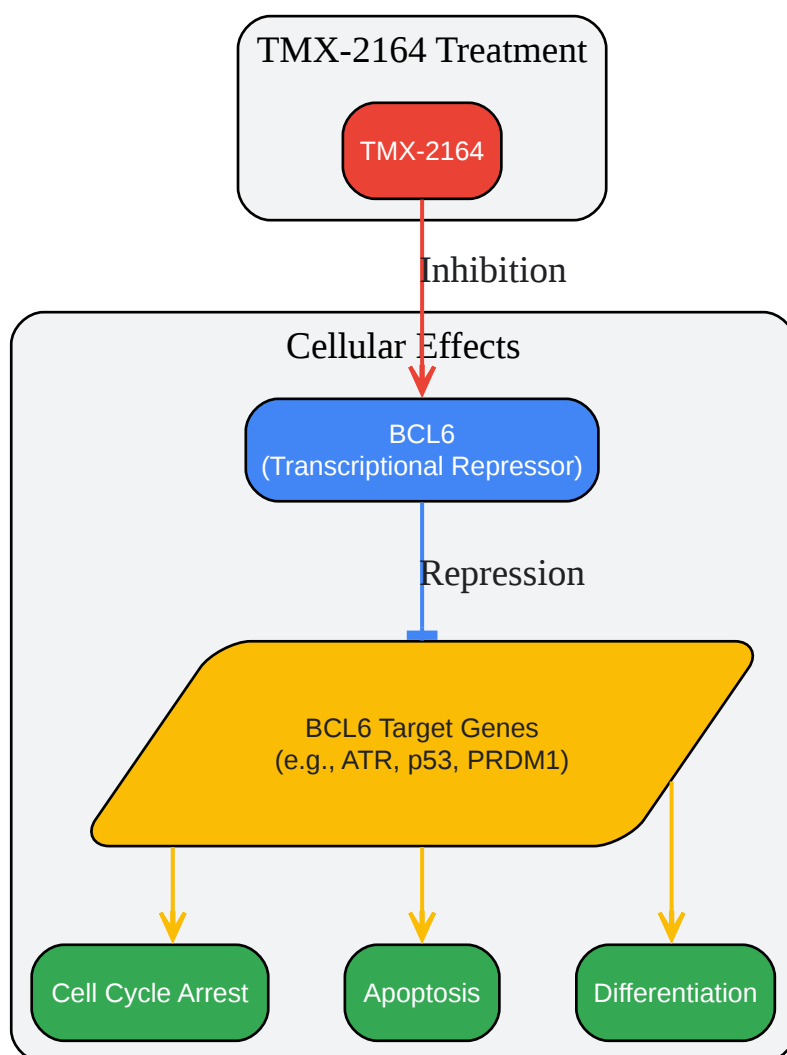 TMX-2164 Treatment
TMX-2164
Inhibition
Cellular Effects
BCL6
(Transcriptional Repressor)
Repression
BCL6 Target Genes
(e.g., ATR, p53, PRDM1)
Cell Cycle Arrest
Apoptosis
Differentiation